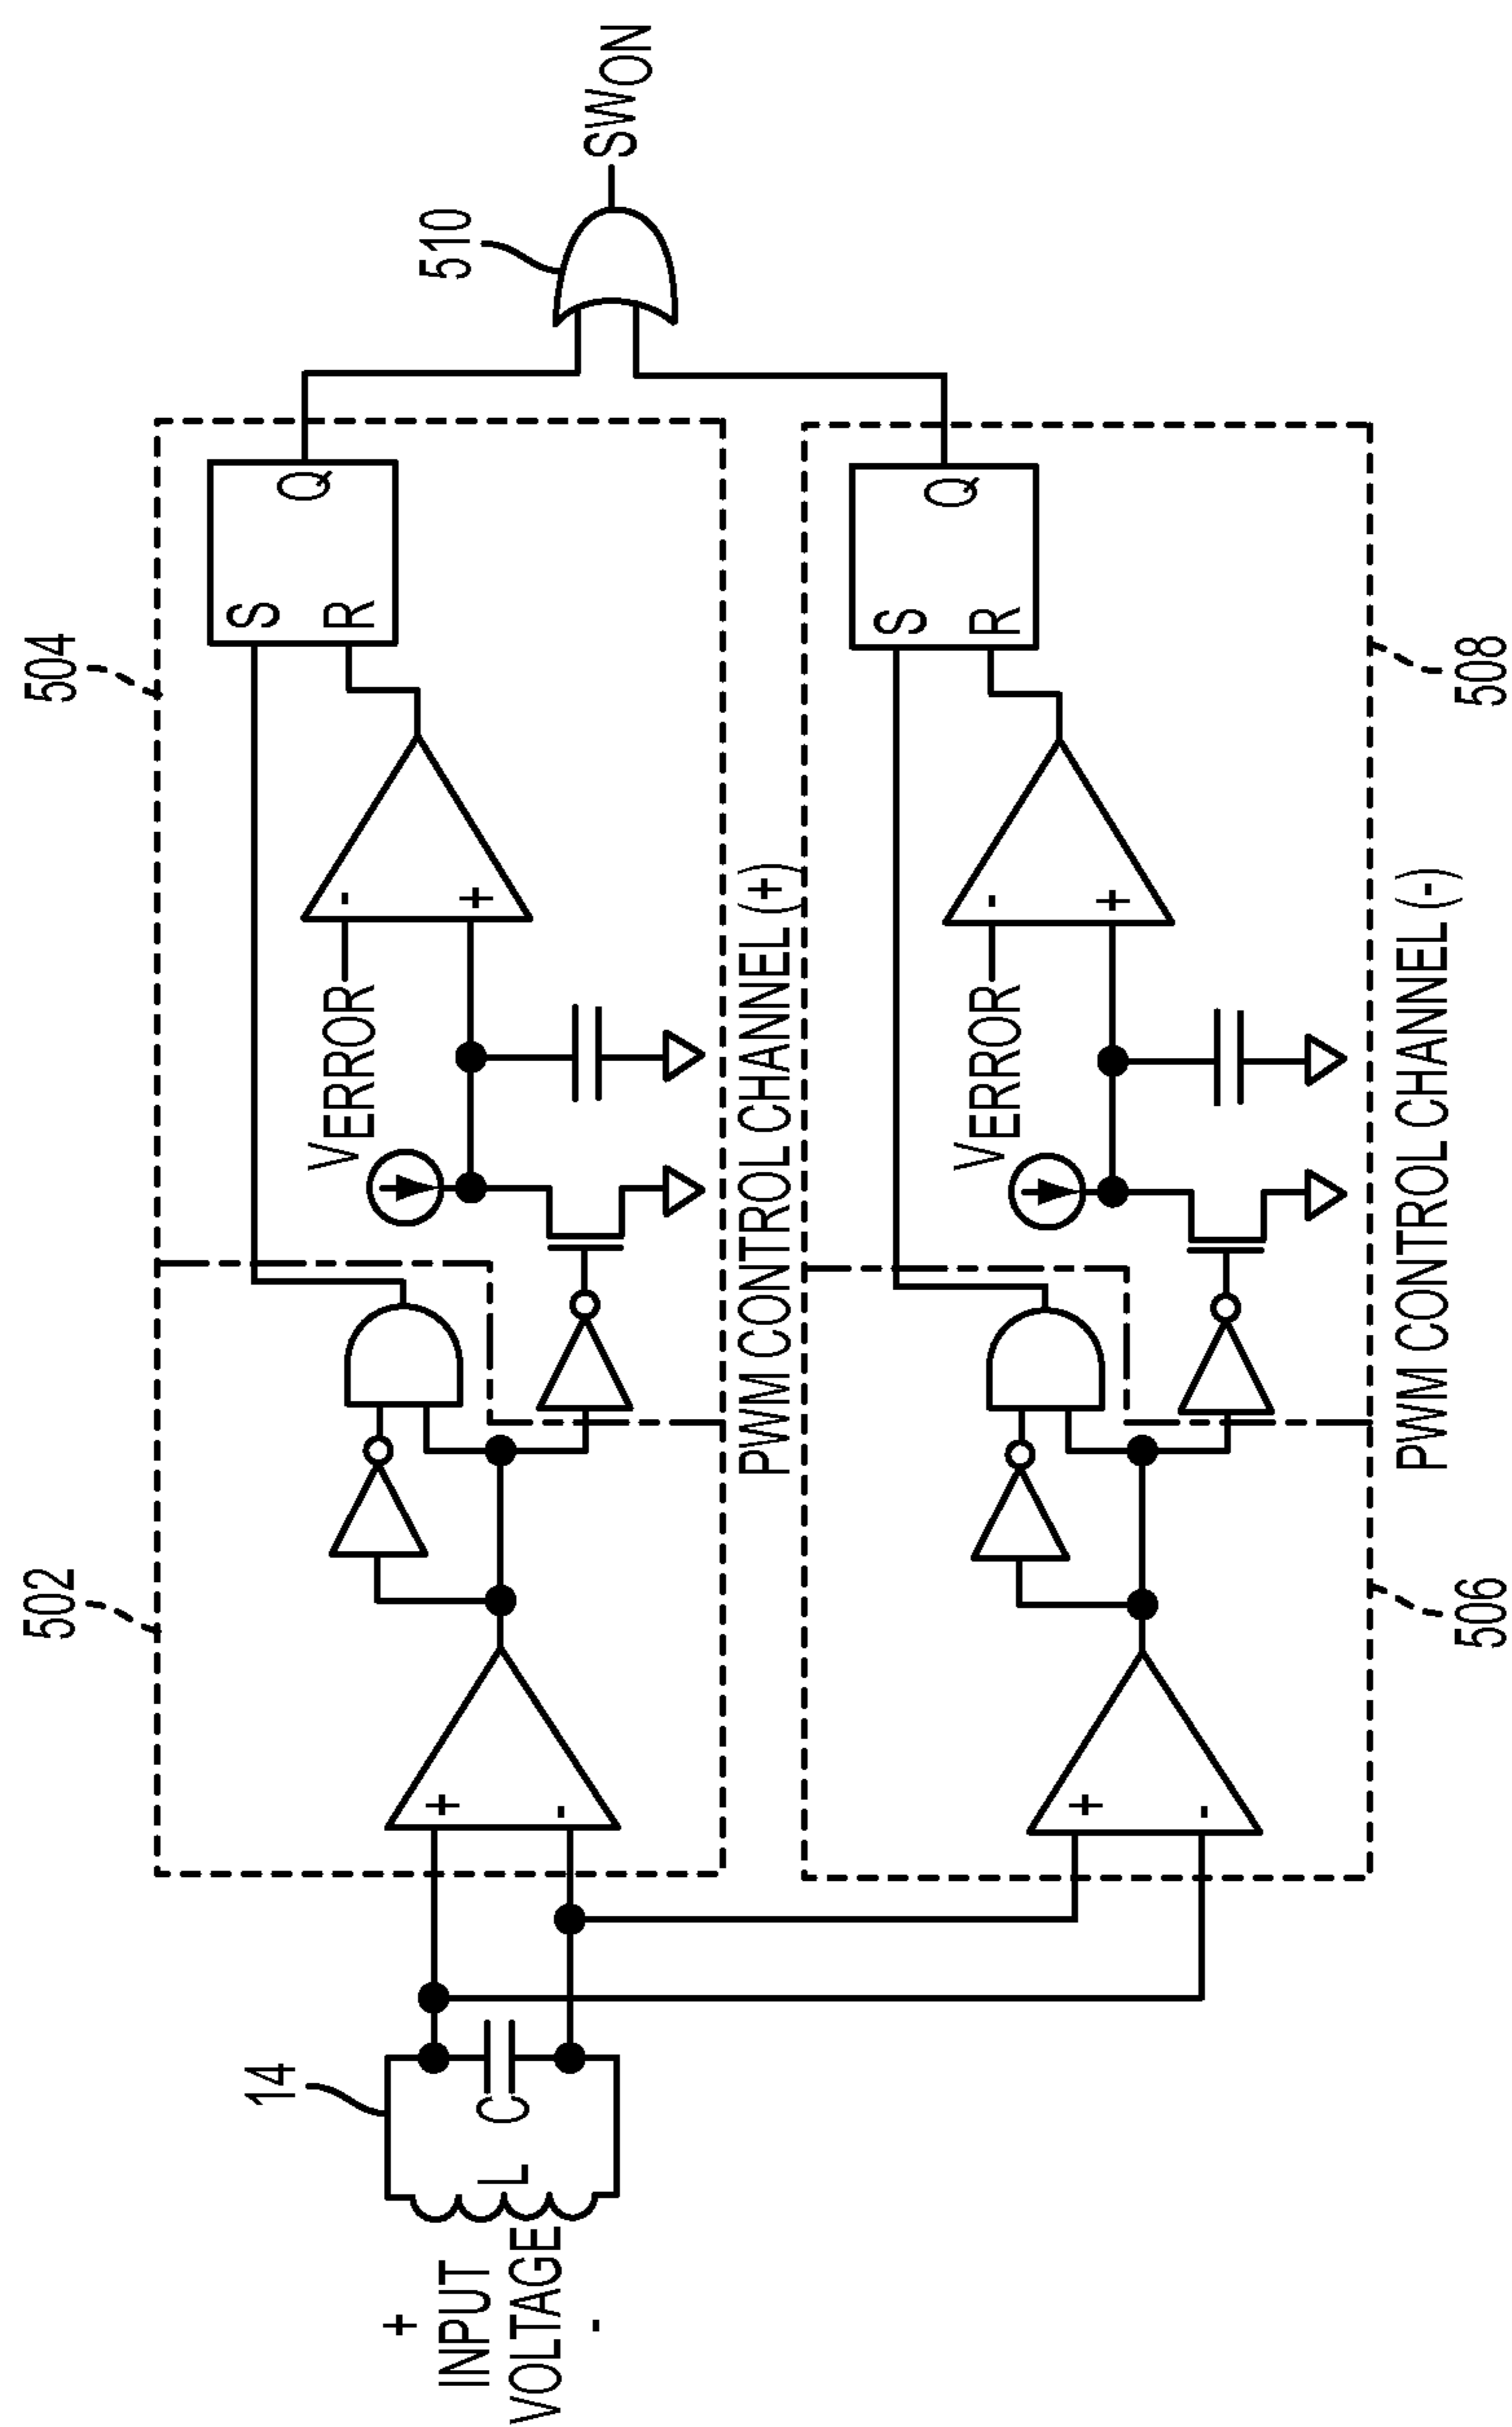 502
504
S
Q
R
510
SWON
14
+
INPUT
VOLTAGE
-
L
C
+
-
VERROR
-
+
PWM CONTROL CHANNEL (+)
S
Q
R
VERROR
-
+
+
-
PWM CONTROL CHANNEL (-)
506
508